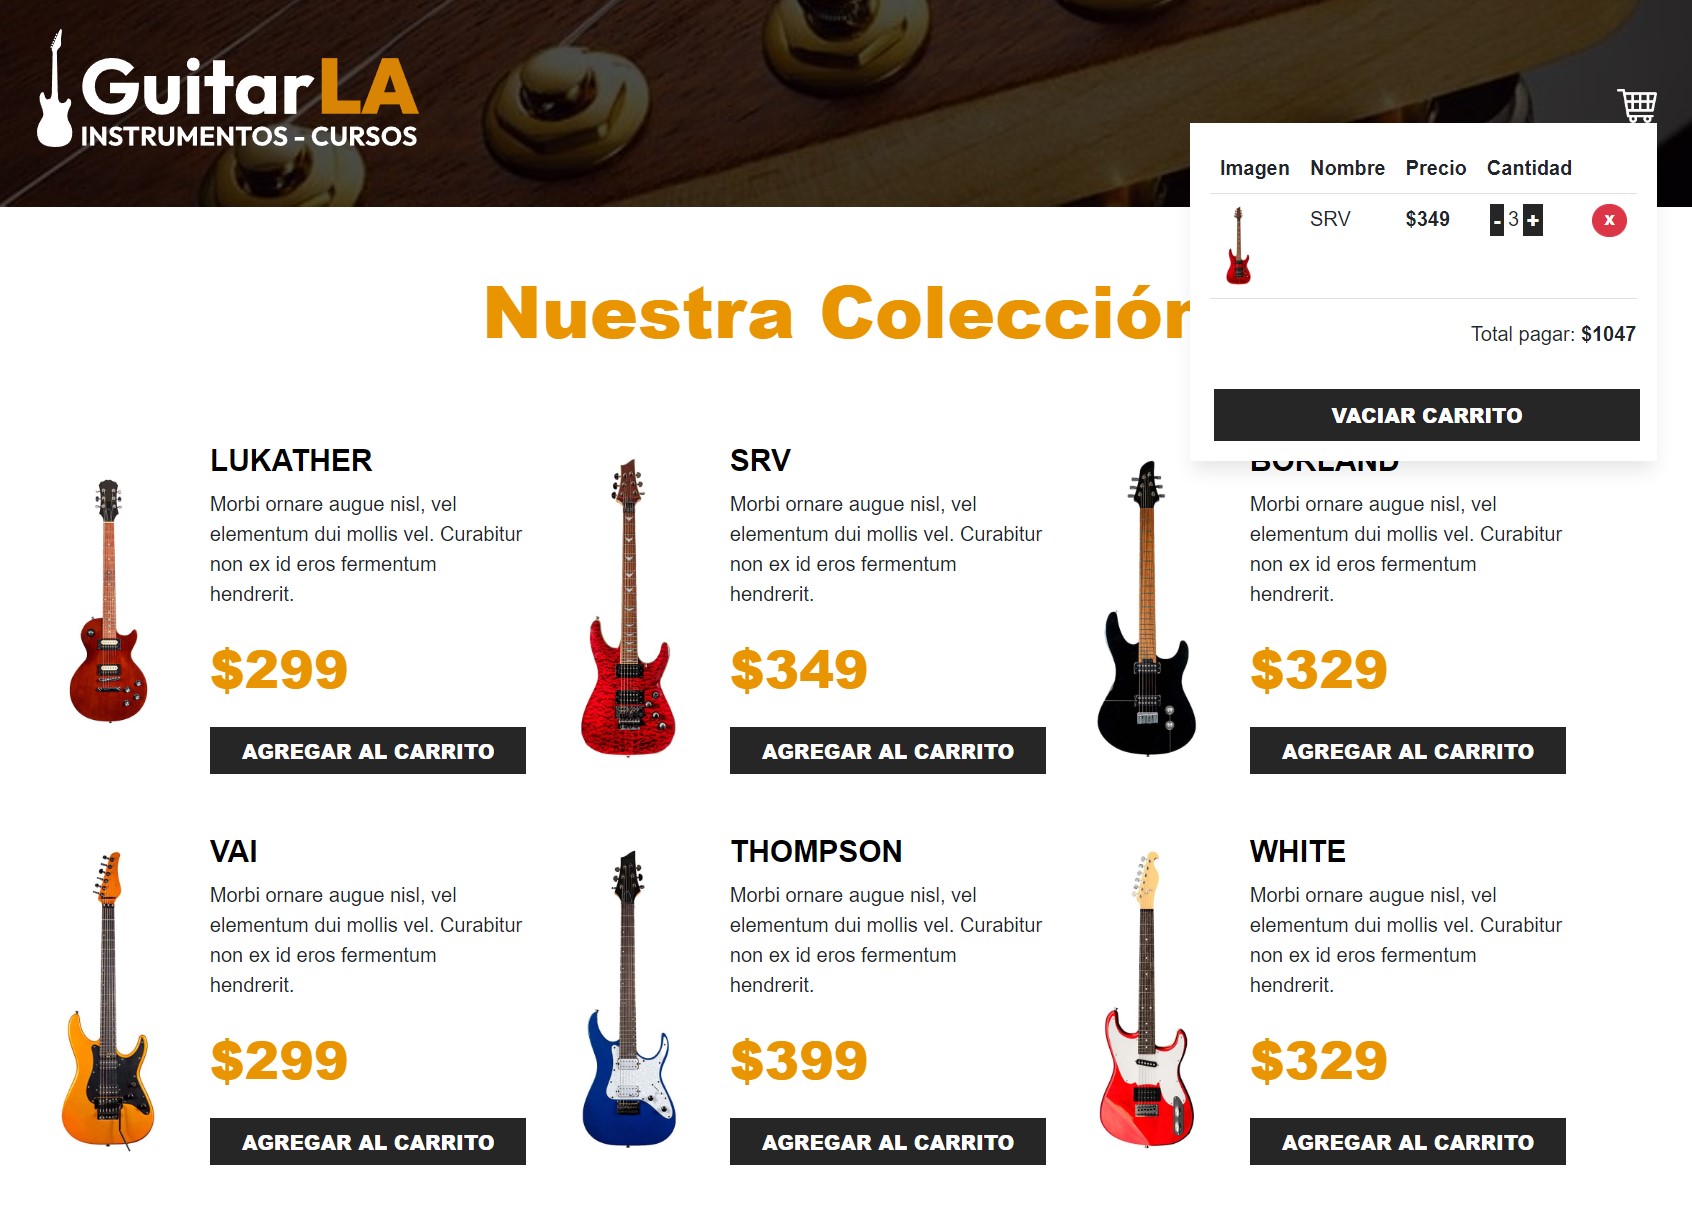 GuitarLA
INSTRUMENTOS - CURSOS
Imagen Nombre Precio Cantidad
SRV $349 - 3 + x
Total pagar: $1047
VACIAR CARRITO
Nuestra Colección
LUKATHER
Morbi ornare augue nisl, vel
elementum dui mollis vel. Curabitur
non ex id eros fermentum
hendrerit.
$299
AGREGAR AL CARRITO
SRV
Morbi ornare augue nisl, vel
elementum dui mollis vel. Curabitur
non ex id eros fermentum
hendrerit.
$349
AGREGAR AL CARRITO
BORLAND
Morbi ornare augue nisl, vel
elementum dui mollis vel. Curabitur
non ex id eros fermentum
hendrerit.
$329
AGREGAR AL CARRITO
VAI
Morbi ornare augue nisl, vel
elementum dui mollis vel. Curabitur
non ex id eros fermentum
hendrerit.
$299
AGREGAR AL CARRITO
THOMPSON
Morbi ornare augue nisl, vel
elementum dui mollis vel. Curabitur
non ex id eros fermentum
hendrerit.
$399
AGREGAR AL CARRITO
WHITE
Morbi ornare augue nisl, vel
elementum dui mollis vel. Curabitur
non ex id eros fermentum
hendrerit.
$329
AGREGAR AL CARRITO